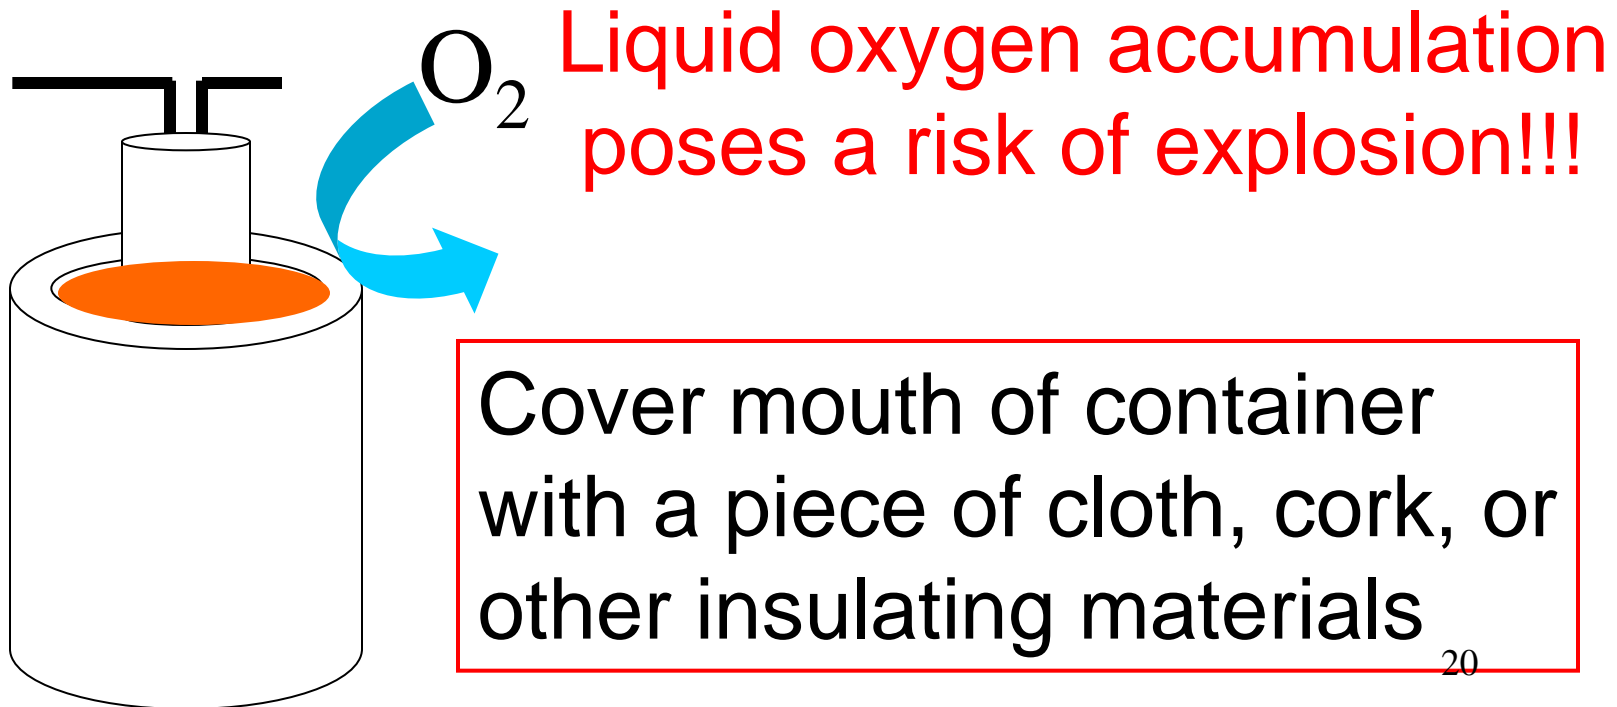 O₂
Liquid oxygen accumulation
poses a risk of explosion!!!
Cover mouth of container
with a piece of cloth, cork, or
other insulating materials
20